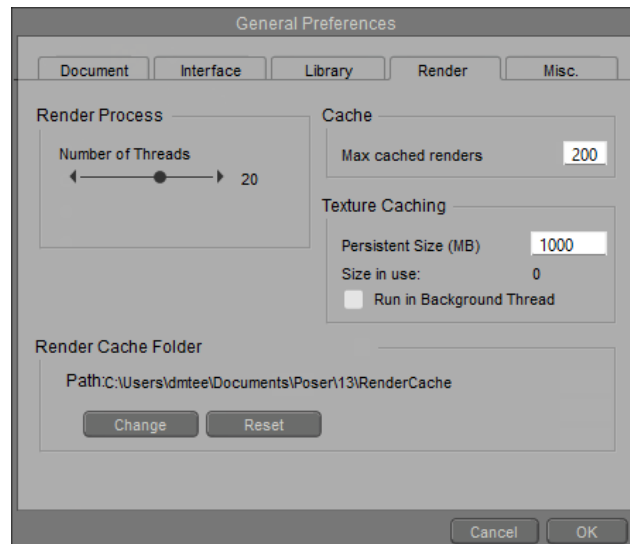 General Preferences
Document Interface Library Render Misc.
Render Process
Number of Threads
20
Cache
Max cached renders 200
Texture Caching
Persistent Size (MB) 1000
Size in use: 0
Run in Background Thread
Render Cache Folder
Path:C:\Users\dmtee\Documents\Poser\13\RenderCache
Change Reset
Cancel OK